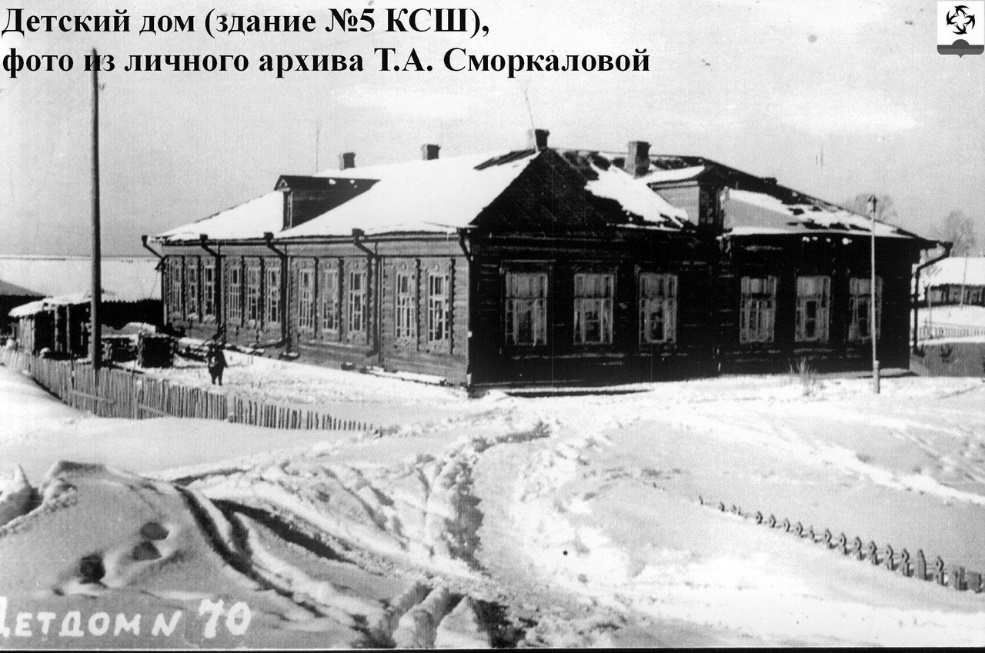 Детский дом (здание №5 КСШ),
фото из личного архива Т.А. Сморкаловой
ДЕТДОМ N 70